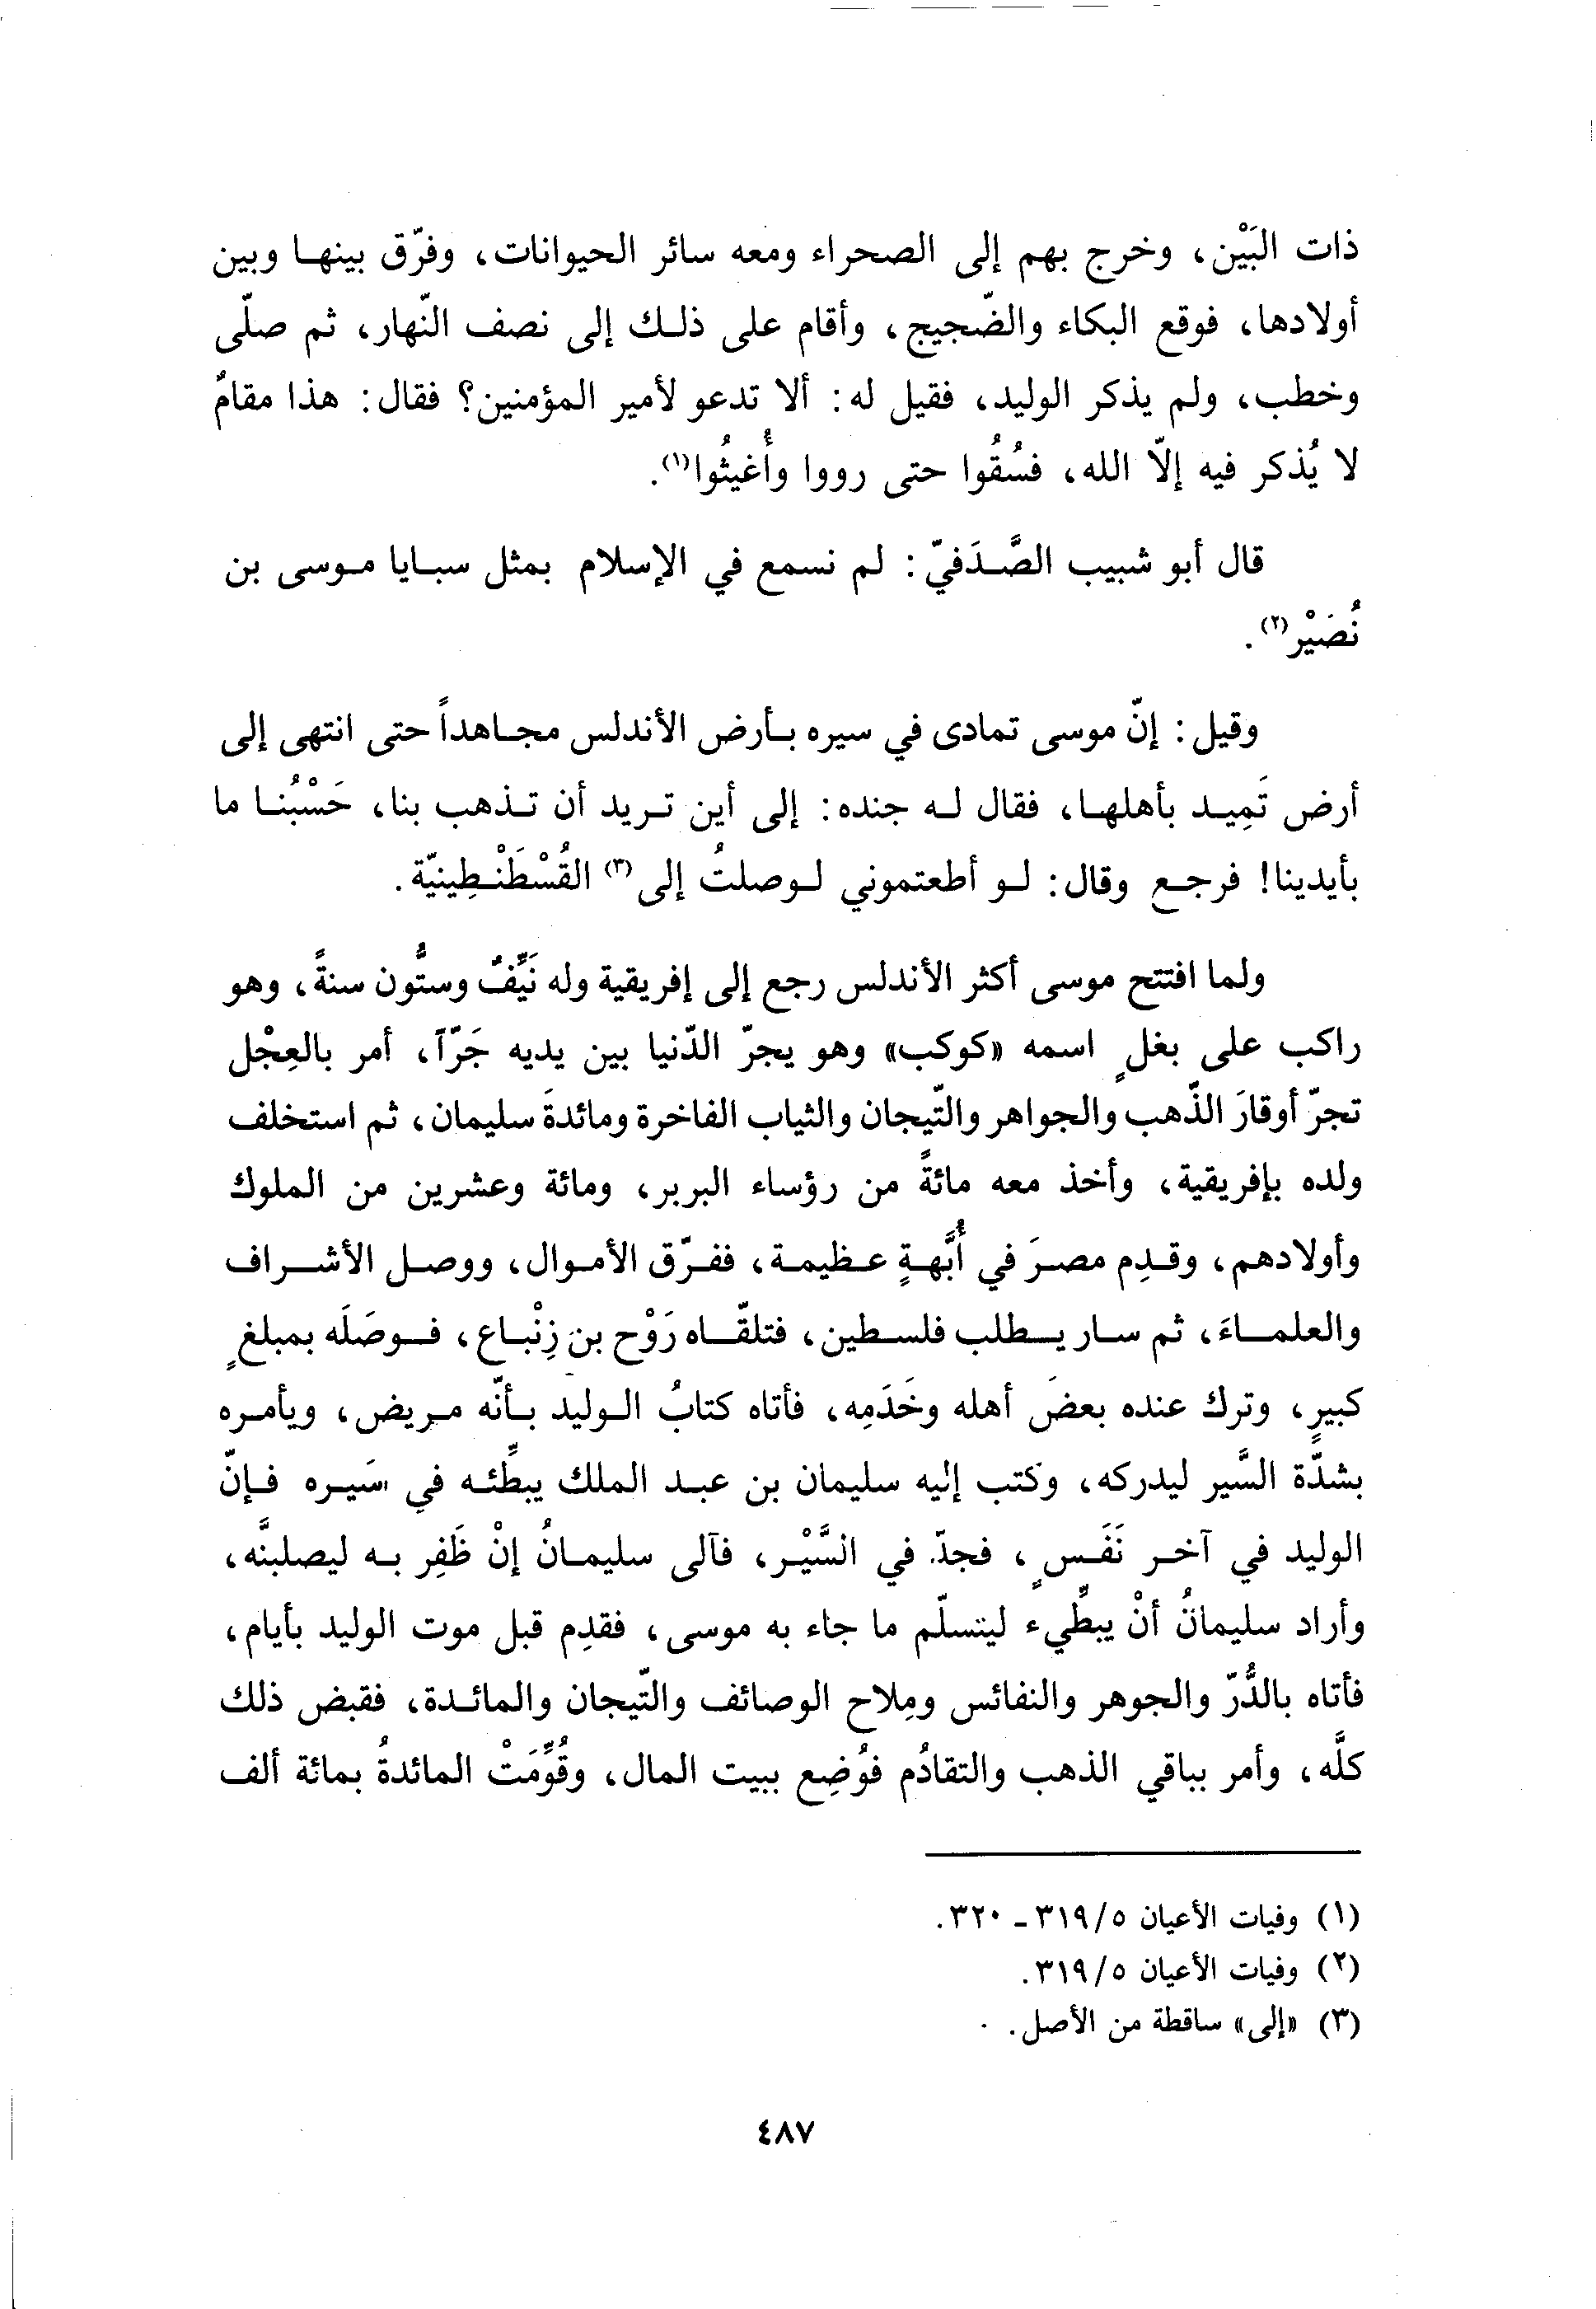 ذات البَيْن، وخرج بهم إلى الصحراء ومعه سائر الحيوانات، وفرّق بينها وبين
أولادها، فوقع البكاء والضّجيج، وأقام على ذلك إلى نصف النّهار، ثم صلّى
وخطب، ولم يذكر الوليد، فقيل له: ألا تدعو لأمير المؤمنين؟ فقال: هذا مقامٌ
لا يُذكر فيه إلّا الله، فسُقُوا حتى رووا وأُغيثُوا(١).
قال أبو شبيب الصَّدَفيّ: لم نسمع في الإسلام بمثل سبايا موسى بن
نُصَيْر(٢).
وقيل: إنّ موسى تمادى في سيره بأرض الأندلس مجاهداً حتى انتهى إلى
أرض تَمِيد بأهلها، فقال له جنده: إلى أين تريد أن تذهب بنا، حَسْبُنا ما
بأيدينا! فرجع وقال: لو أطعتموني لوصلتُ إلى(٣) القُسْطَنْطِينيّة.
ولما افتتح موسى أكثر الأندلس رجع إلى إفريقية وله نَيِّفٌ وستُّون سنةً، وهو
راكب على بغلٍ اسمه «كوكب» وهو يجرّ الدّنيا بين يديه جَرّاً، أمر بالعِجْل
تجرّ أوقارَ الذّهب والجواهر والتّيجان والثياب الفاخرة ومائدةَ سليمان، ثم استخلف
ولده بإفريقية، وأخذ معه مائةً من رؤساء البربر، ومائة وعشرين من الملوك
وأولادهم، وقدِم مصرَ في أُبَّهةٍ عظيمة، ففرّق الأموال، ووصل الأشراف
والعلماءَ، ثم سار يطلب فلسطين، فتلقّاه رَوْح بن زِنْباع، فوصَلَه بمبلغٍ
كبيرٍ، وترك عنده بعضَ أهله وخَدَمِه، فأتاه كتابُ الوليد بأنّه مريض، ويأمره
بشدّة السَّير ليدركه، وكتب إليه سليمان بن عبد الملك يبطِّئه في سَيره فإنّ
الوليد في آخر نَفَسٍ، فجدّ في السَّيْر، فآلى سليمانُ إنْ ظَفِر به ليصلبنَّه،
وأراد سليمانُ أنْ يبطِّيء ليتسلّم ما جاء به موسى، فقدِم قبل موت الوليد بأيام،
فأتاه بالدُّرّ والجوهر والنفائس ومِلاح الوصائف والتّيجان والمائدة، فقبض ذلك
كلَّه، وأمر بباقي الذهب والتقادُم فوُضِع ببيت المال، وقُوِّمَتْ المائدةُ بمائة ألف
(١) وفيات الأعيان ٥/ ٣١٩ - ٣٢٠.
(٢) وفيات الأعيان ٥/ ٣١٩.
(٣) «إلى» ساقطة من الأصل.
٤٨٧